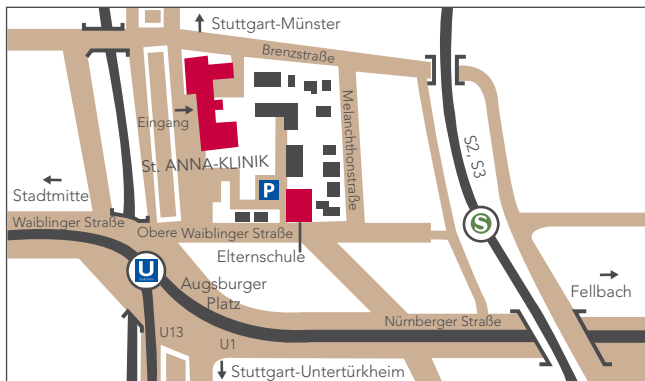 Stuttgart-Münster
Brenzstraße
Melanchthonstraße
S2, S3
Eingang
St. ANNA-KLINIK
P
Stadtmitte
Waiblinger Straße
Obere Waiblinger Straße
S
Elternschule
U
Augsburger
Platz
Fellbach
Nürnberger Straße
U13
U1
Stuttgart-Untertürkheim